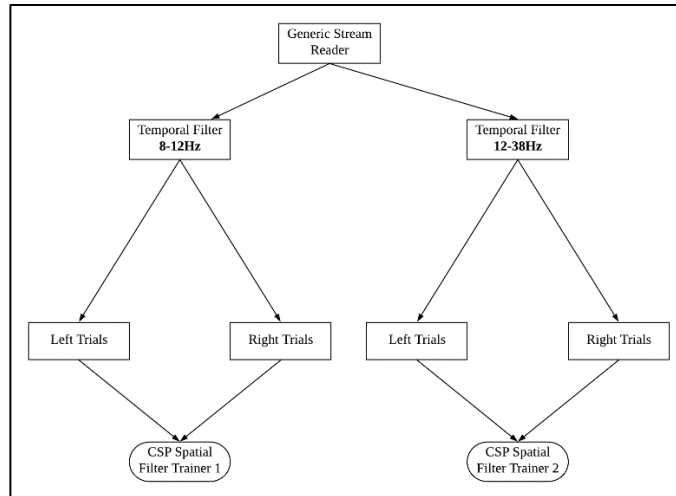 Generic Stream
Reader
Temporal Filter
8-12Hz
Temporal Filter
12-38Hz
Left Trials
Right Trials
Left Trials
Right Trials
CSP Spatial
Filter Trainer 1
CSP Spatial
Filter Trainer 2